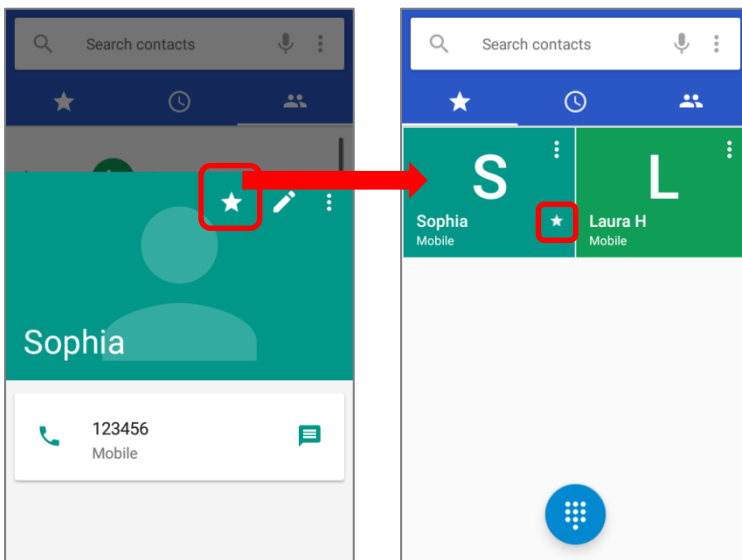 Search contacts
Sophia
123456
Mobile
Search contacts
S
L
Sophia
Mobile
Laura H
Mobile